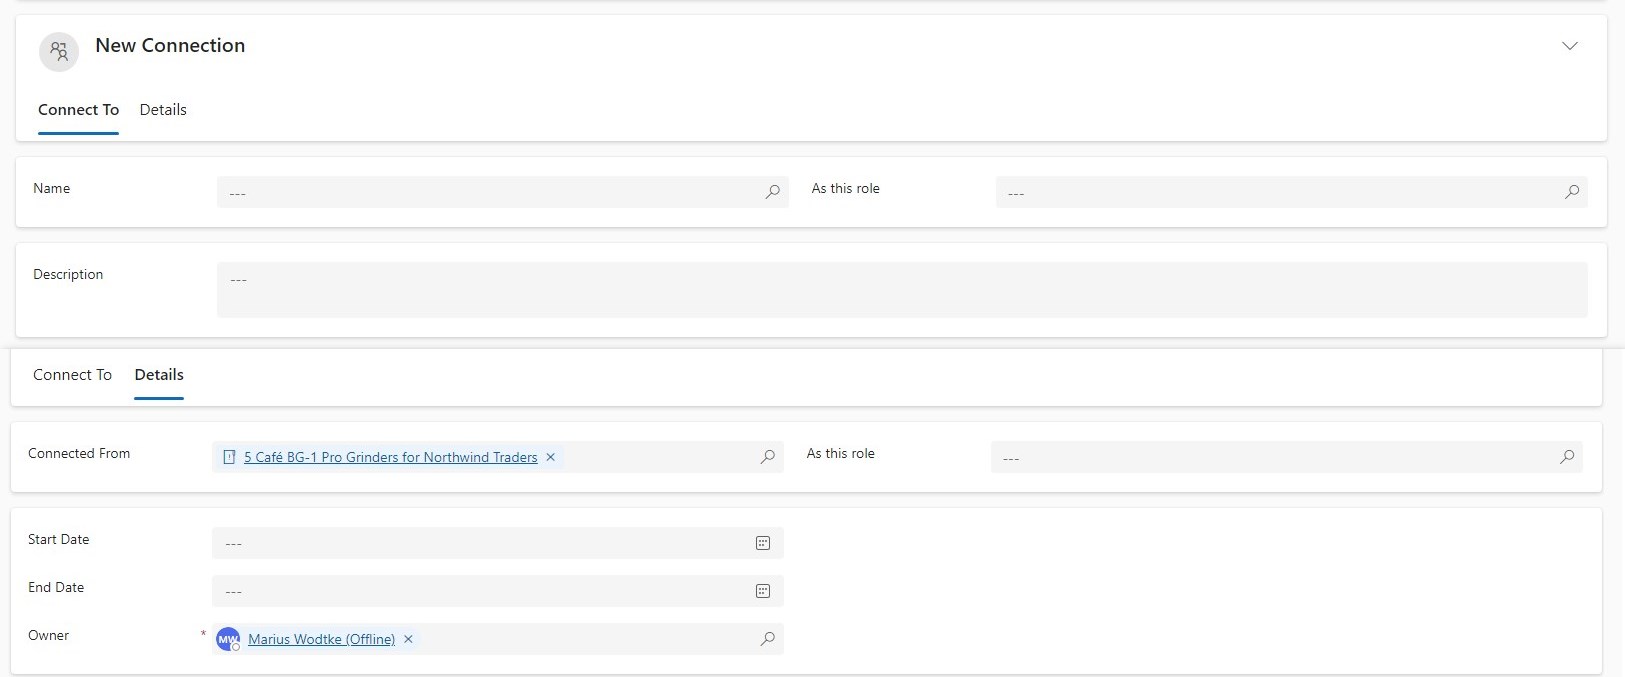 New Connection
Connect To Details
Name --- As this role ---
Description ---
Connect To Details
Connected From 5 Café BG-1 Pro Grinders for Northwind Traders × As this role ---
Start Date ---
End Date ---
Owner * MW Marius Wodtke (Offline) ×